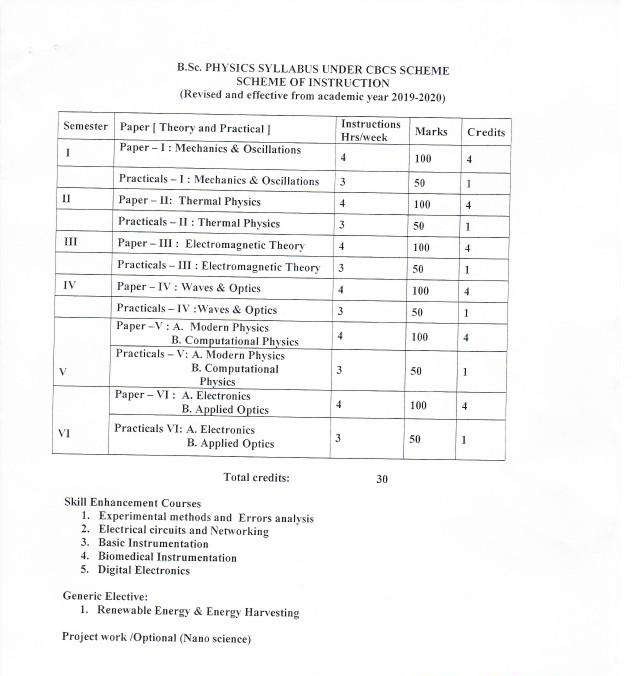 B.Sc. PHYSICS SYLLABUS UNDER CBCS SCHEME
SCHEME OF INSTRUCTION
(Revised and effective from academic year 2019-2020)
Semester Paper [ Theory and Practical ] Instructions Hrs/week Marks Credits
I Paper – I : Mechanics & Oscillations 4 100 4
Practicals – I : Mechanics & Oscillations 3 50 1
II Paper – II: Thermal Physics 4 100 4
Practicals – II : Thermal Physics 3 50 1
III Paper – III : Electromagnetic Theory 4 100 4
Practicals – III : Electromagnetic Theory 3 50 1
IV Paper – IV : Waves & Optics 4 100 4
Practicals – IV :Waves & Optics 3 50 1
Paper –V : A. Modern Physics
B. Computational Physics 4 100 4
Practicals – V: A. Modern Physics
V B. Computational 3 50 1
Physics
Paper – VI : A. Electronics
B. Applied Optics 4 100 4
VI Practicals VI: A. Electronics
B. Applied Optics 3 50 1
Total credits: 30
Skill Enhancement Courses
1. Experimental methods and Errors analysis
2. Electrical circuits and Networking
3. Basic Instrumentation
4. Biomedical Instrumentation
5. Digital Electronics
Generic Elective:
1. Renewable Energy & Energy Harvesting
Project work /Optional (Nano science)